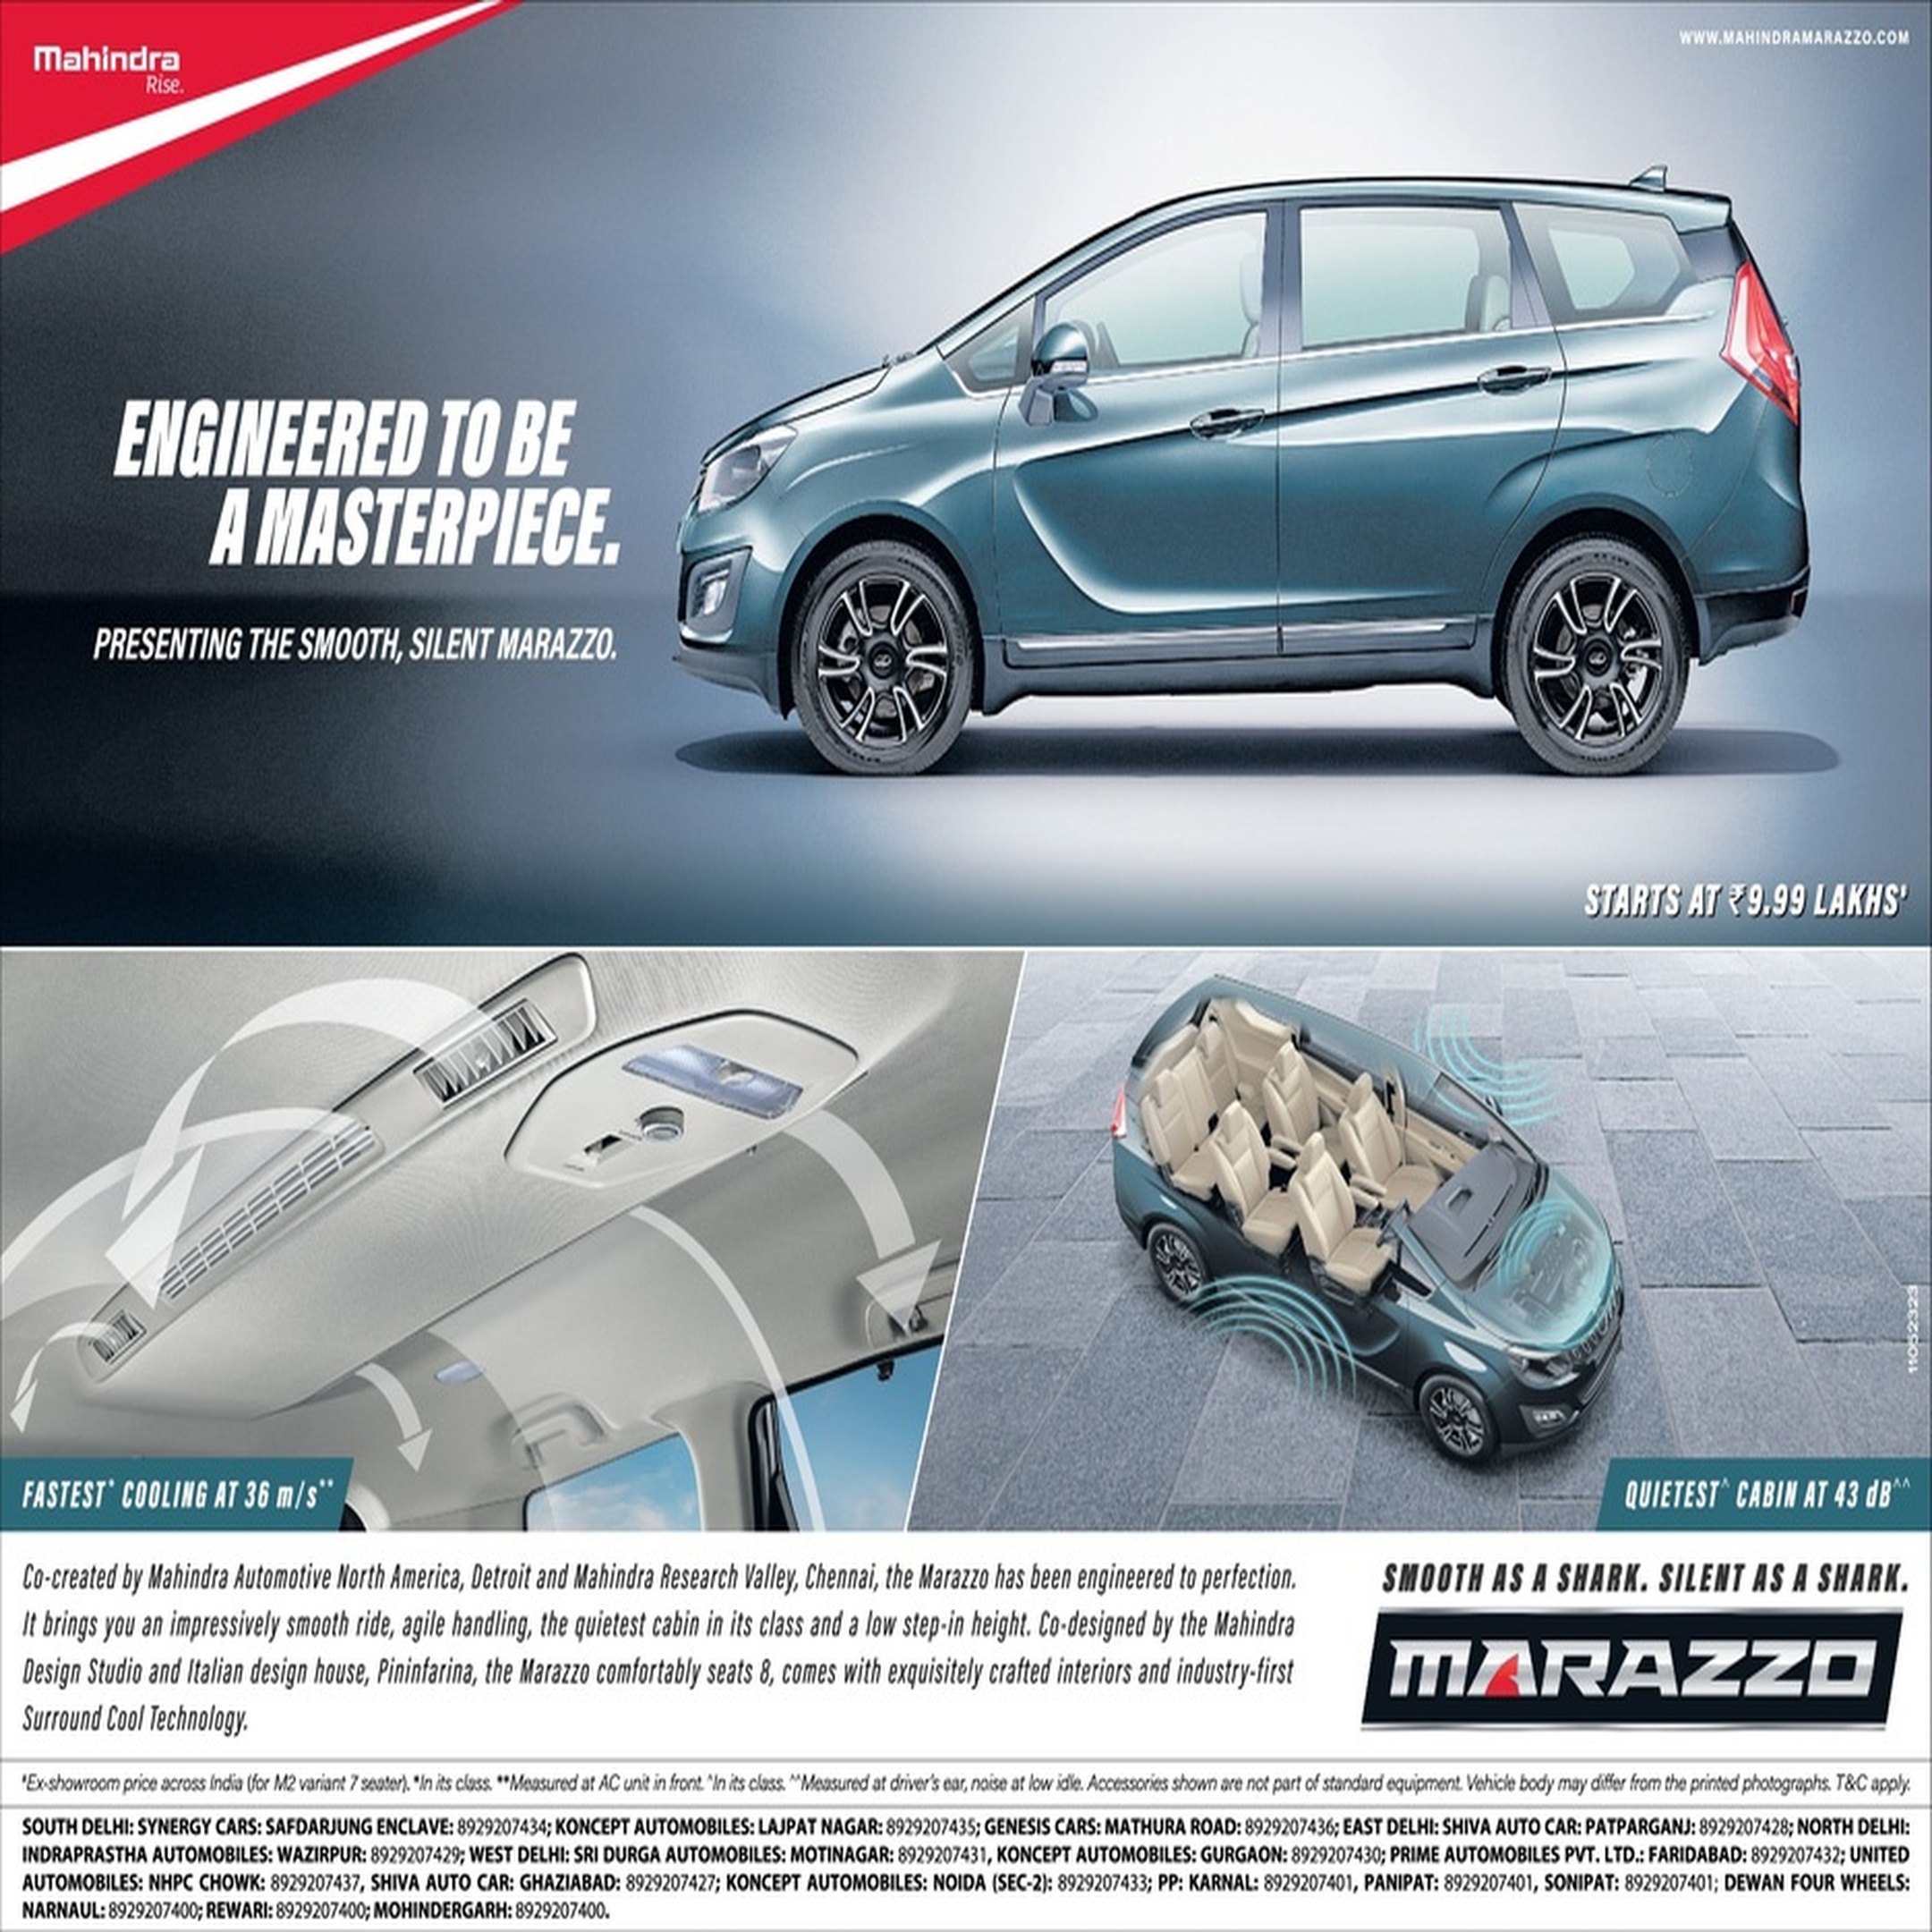 Mahindra
Rise.
WWW.MAHINDRAMARAZZO.COM
ENGINEERED TO BE
A MASTERPIECE.
PRESENTING THE SMOOTH, SILENT MARAZZO.
STARTS AT ₹9.99 LAKHS#
FASTEST* COOLING AT 36 m/s**
11052323
QUIETEST^ CABIN AT 43 dB^^
Co-created by Mahindra Automotive North America, Detroit and Mahindra Research Valley, Chennai, the Marazzo has been engineered to perfection.
It brings you an impressively smooth ride, agile handling, the quietest cabin in its class and a low step-in height. Co-designed by the Mahindra
Design Studio and Italian design house, Pininfarina, the Marazzo comfortably seats 8, comes with exquisitely crafted interiors and industry-first
Surround Cool Technology.
SMOOTH AS A SHARK. SILENT AS A SHARK.
MARAZZO
#Ex-showroom price across India (for M2 variant 7 seater). *In its class. **Measured at AC unit in front. ^In its class. ^^Measured at driver's ear, noise at low idle. Accessories shown are not part of standard equipment. Vehicle body may differ from the printed photographs. T&C apply.
SOUTH DELHI: SYNERGY CARS: SAFDARJUNG ENCLAVE: 8929207434; KONCEPT AUTOMOBILES: LAJPAT NAGAR: 8929207435; GENESIS CARS: MATHURA ROAD: 8929207436; EAST DELHI: SHIVA AUTO CAR: PATPARGANJ: 8929207428; NORTH DELHI:
INDRAPRASTHA AUTOMOBILES: WAZIRPUR: 8929207429; WEST DELHI: SRI DURGA AUTOMOBILES: MOTINAGAR: 8929207431, KONCEPT AUTOMOBILES: GURGAON: 8929207430; PRIME AUTOMOBILES PVT. LTD.: FARIDABAD: 8929207432; UNITED
AUTOMOBILES: NHPC CHOWK: 8929207437, SHIVA AUTO CAR: GHAZIABAD: 8929207427; KONCEPT AUTOMOBILES: NOIDA (SEC-2): 8929207433; PP: KARNAL: 8929207401, PANIPAT: 8929207401, SONIPAT: 8929207401; DEWAN FOUR WHEELS:
NARNAUL: 8929207400; REWARI: 8929207400; MOHINDERGARH: 8929207400.